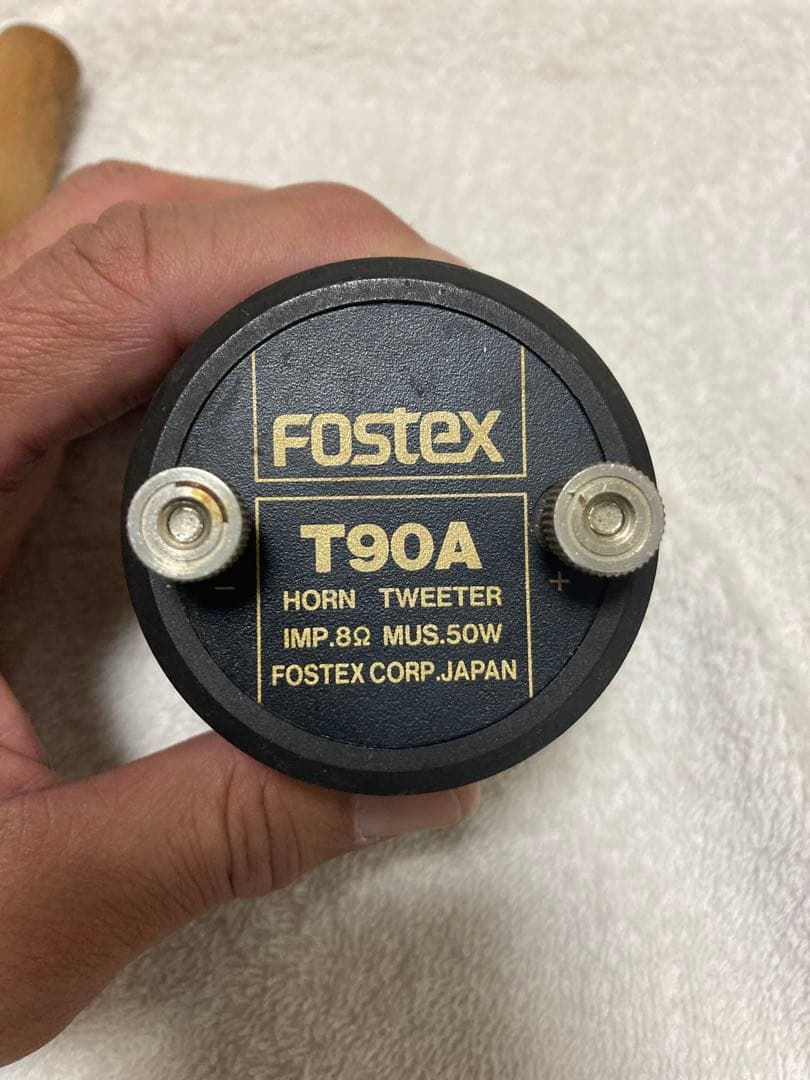 FOSTEX
T90A
HORN TWEETER
IMP.8Ω MUS.50W
FOSTEX CORP.JAPAN
− +